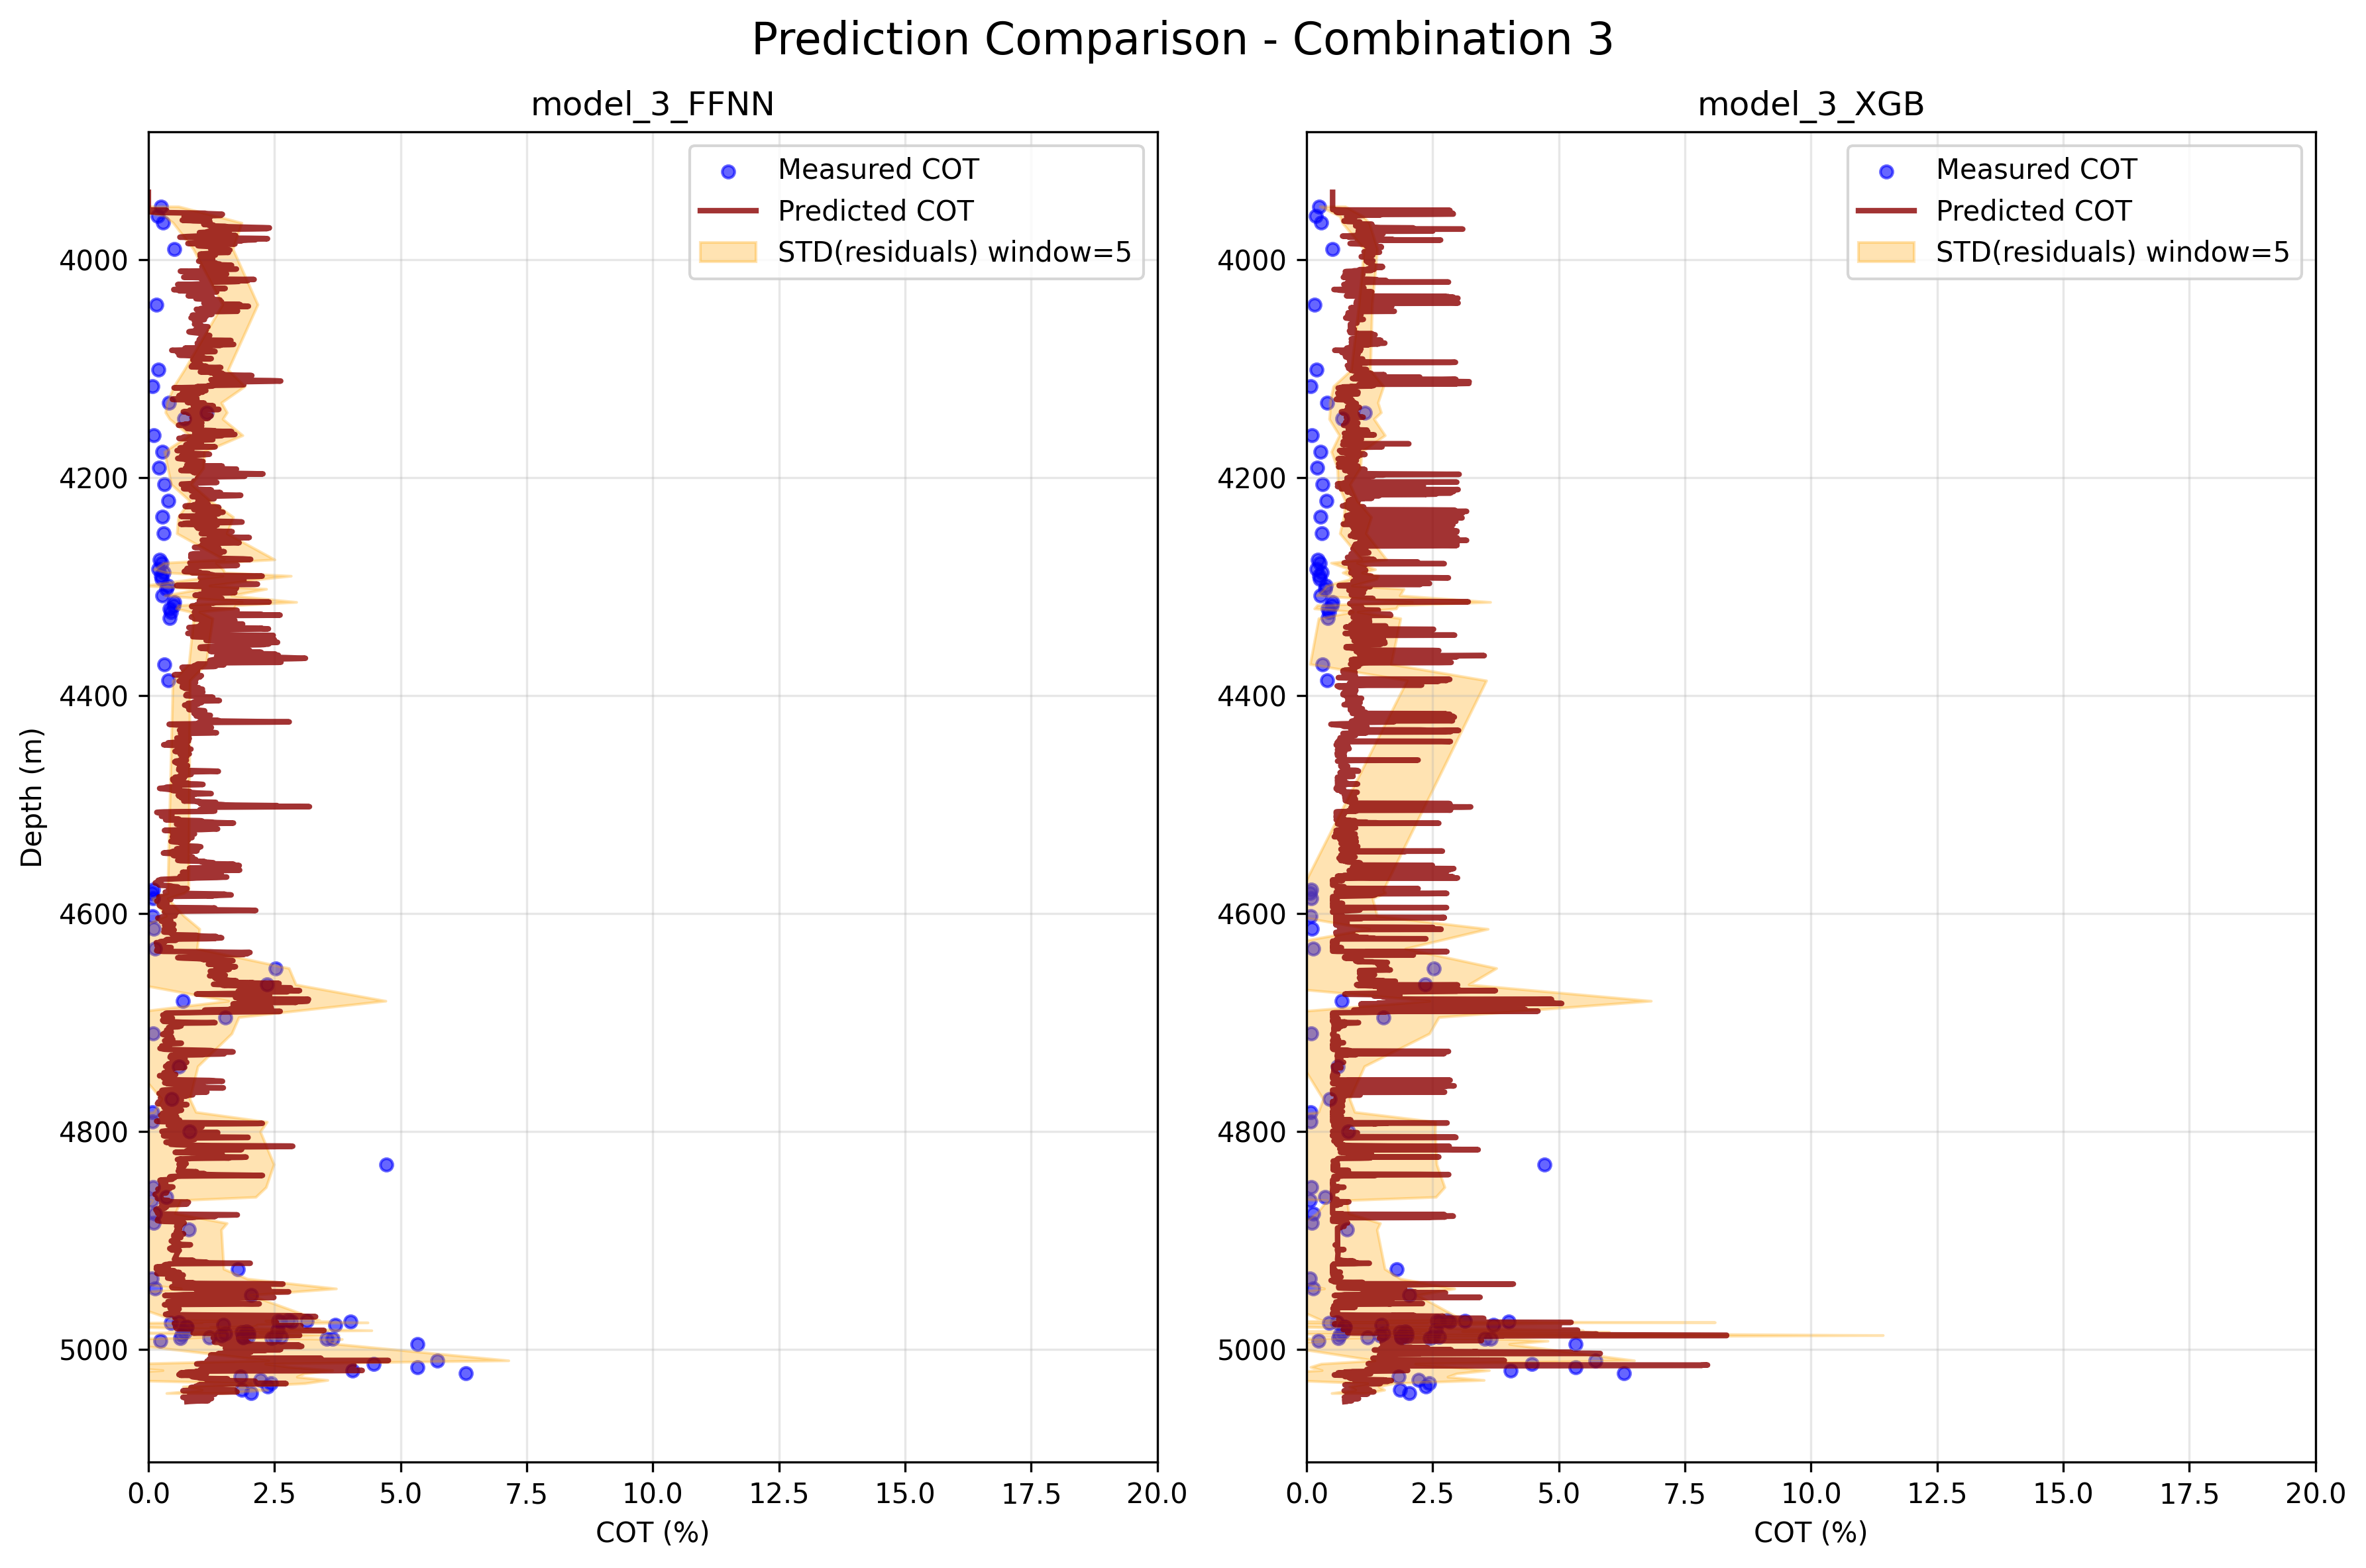 Prediction Comparison - Combination 3
model_3_FFNN
Measured COT
Predicted COT
STD(residuals) window=5
4000
4200
4400
4600
4800
5000
Depth (m)
0.0 2.5 5.0 7.5 10.0 12.5 15.0 17.5 20.0
COT (%)
model_3_XGB
Measured COT
Predicted COT
STD(residuals) window=5
4000
4200
4400
4600
4800
5000
0.0 2.5 5.0 7.5 10.0 12.5 15.0 17.5 20.0
COT (%)